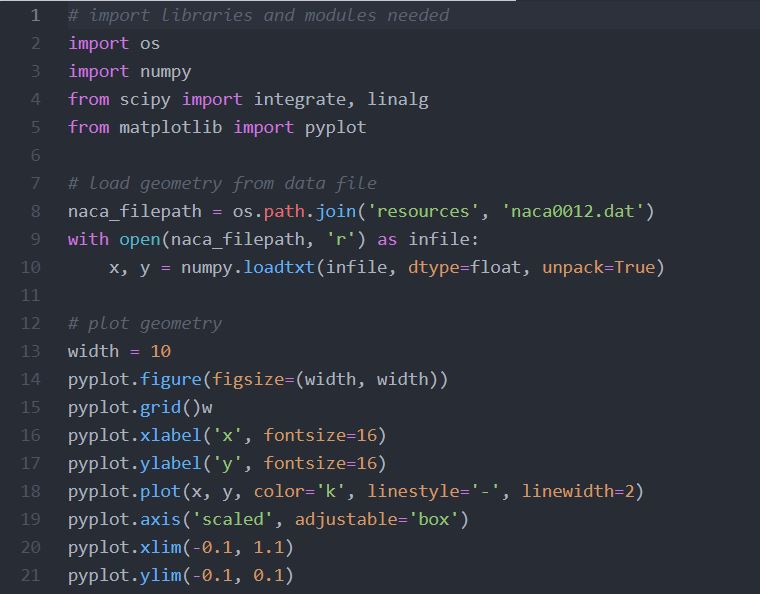 1 # import libraries and modules needed
2 import os
3 import numpy
4 from scipy import integrate, linalg
5 from matplotlib import pyplot
6
7 # load geometry from data file
8 naca_filepath = os.path.join('resources', 'naca0012.dat')
9 with open(naca_filepath, 'r') as infile:
10     x, y = numpy.loadtxt(infile, dtype=float, unpack=True)
11
12 # plot geometry
13 width = 10
14 pyplot.figure(figsize=(width, width))
15 pyplot.grid()w
16 pyplot.xlabel('x', fontsize=16)
17 pyplot.ylabel('y', fontsize=16)
18 pyplot.plot(x, y, color='k', linestyle='-', linewidth=2)
19 pyplot.axis('scaled', adjustable='box')
20 pyplot.xlim(-0.1, 1.1)
21 pyplot.ylim(-0.1, 0.1)